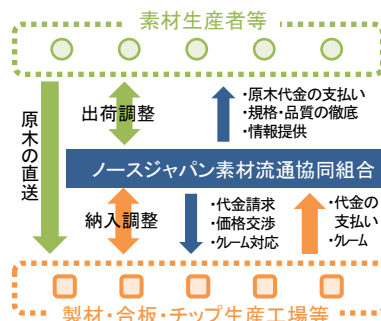 素材生産者等
原木の直送
出荷調整
・原木代金の支払い
・規格・品質の徹底
・情報提供
ノースジャパン素材流通協同組合
納入調整
・代金請求
・価格交渉
・クレーム対応
・代金の
支払い
・クレーム
製材・合板・チップ生産工場等